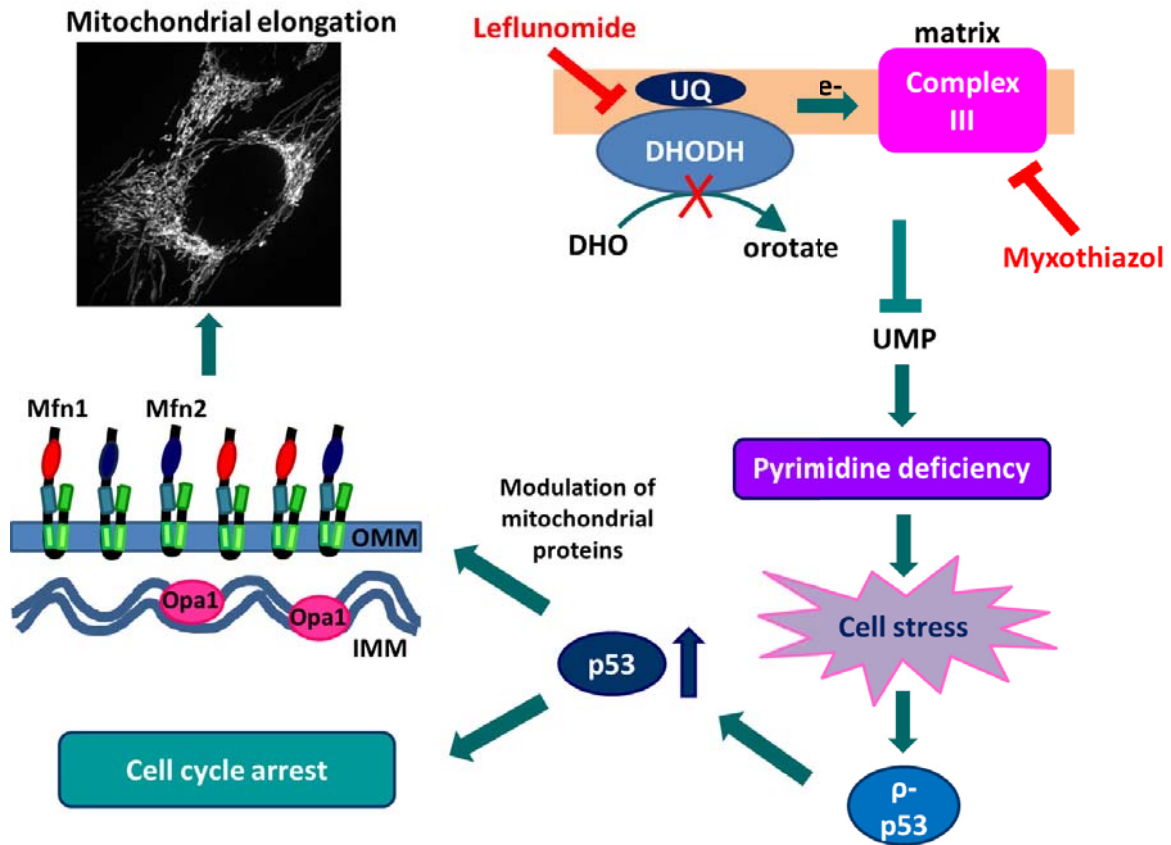 Mitochondrial elongation
Leflunomide
matrix
UQ
e-
Complex
III
DHODH
DHO
orotate
Myxothiazol
UMP
Mfn1
Mfn2
Pyrimidine deficiency
Modulation of
mitochondrial
proteins
OMM
Opa1
Opa1
IMM
Cell stress
p53
Cell cycle arrest
ρ-
p53